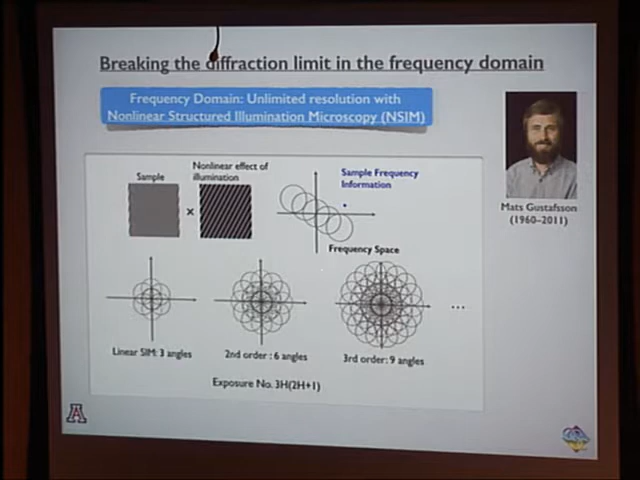 Breaking the diffraction limit in the frequency domain
Frequency Domain: Unlimited resolution with
Nonlinear Structured Illumination Microscopy (NSIM)
Mats Gustafsson
(1960–2011)
Sample
Nonlinear effect of
illumination
×
Sample Frequency
Information
Frequency Space
...
Linear SIM: 3 angles
2nd order : 6 angles
3rd order: 9 angles
Exposure No. 3H(2H+1)
A